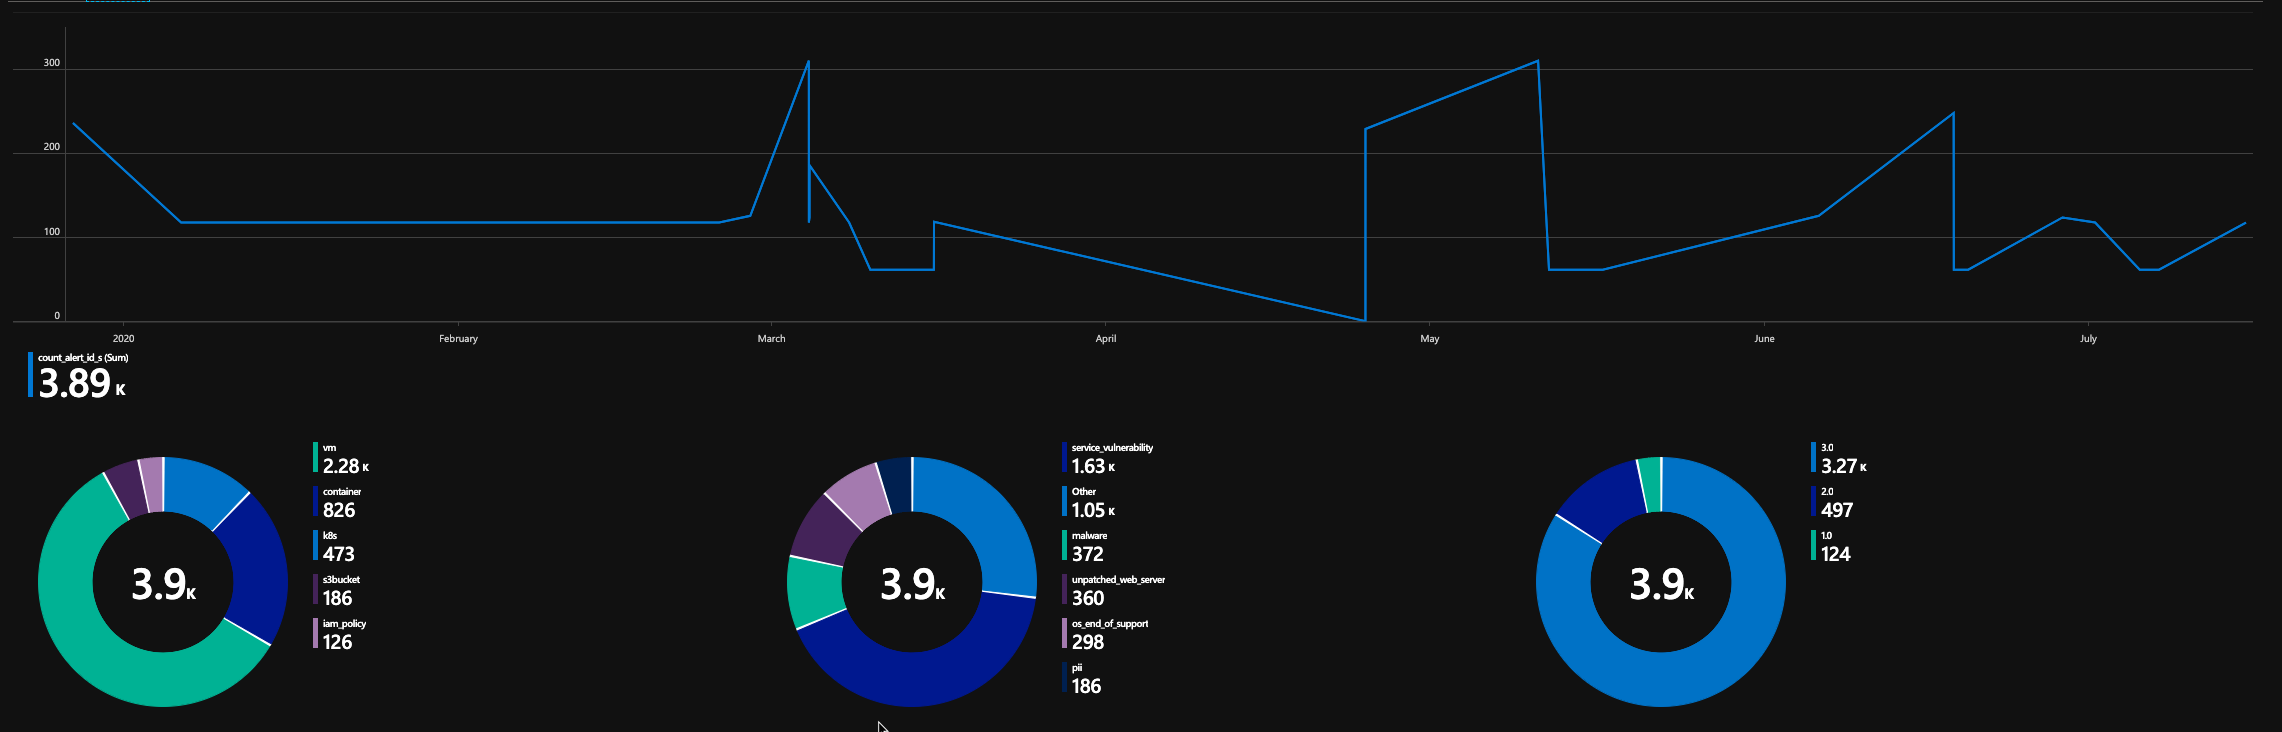 300
200
100
0
2020 February March April May June July
count_alert_id_s (Sum)
3.89 K
3.9K
vm
2.28 K
container
826
k8s
473
s3bucket
186
iam_policy
126
3.9K
service_vulnerability
1.63 K
Other
1.05 K
malware
372
unpatched_web_server
360
os_end_of_support
298
pii
186
3.9K
3.0
3.27 K
2.0
497
1.0
124